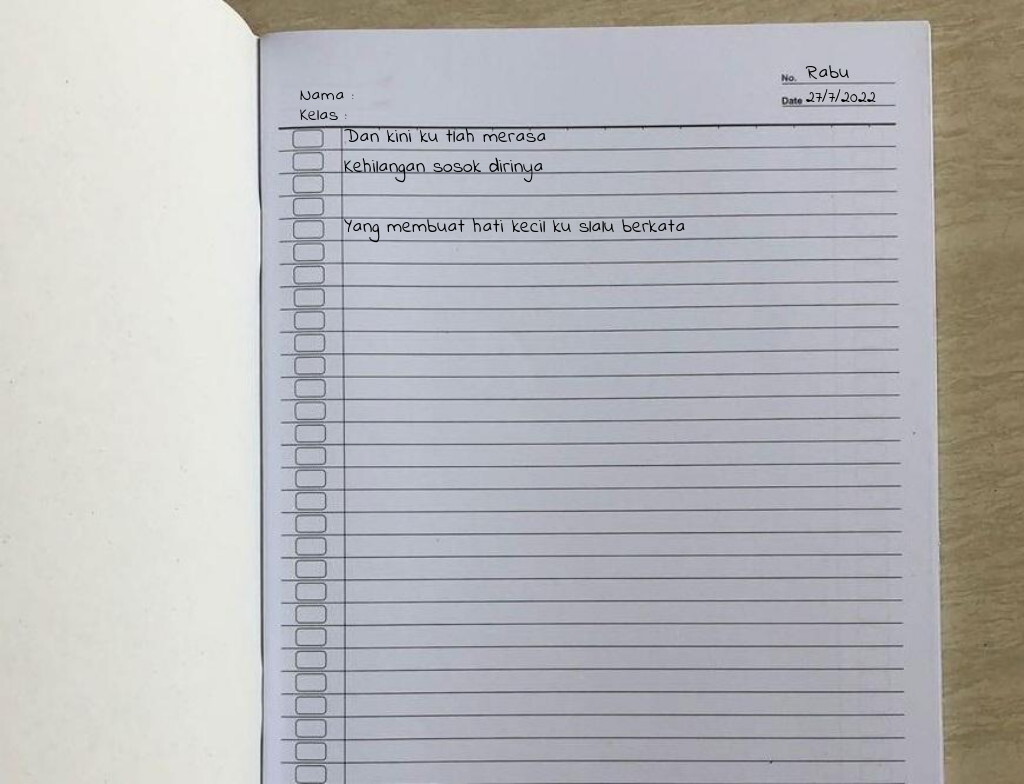 No. Rabu
Nama :
Date 27/7/2022
Kelas :
Dan kini ku tlah merasa
Kehilangan sosok dirinya
Yang membuat hati kecil ku slalu berkata